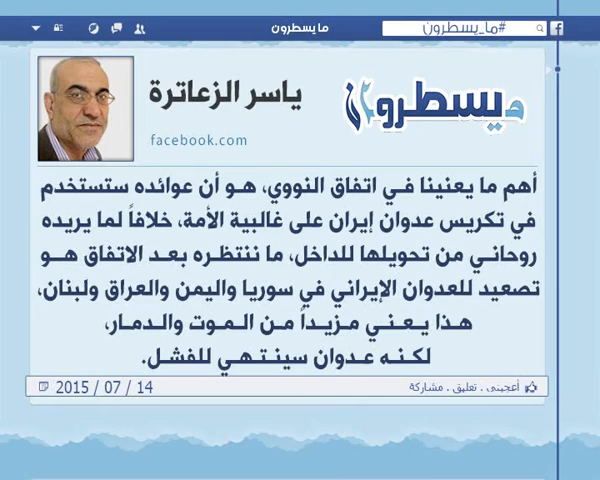 #ما_يسطرون
ما يسطرون
ما يسطرون
ياسر الزعاترة
facebook.com
أهم ما يعنينا في اتفاق النووي، هو أن عوائده ستستخدم
في تكريس عدوان إيران على غالبية الأمة، خلافاً لما يريده
روحاني من تحويلها للداخل، ما ننتظره بعد الاتفاق هو
تصعيد للعدوان الإيراني في سوريا واليمن والعراق ولبنان،
هذا يعني مزيداً من الموت والدمار،
لكنه عدوان سينتهي للفشل.
أعجبني . تعليق . مشاركة
2015 / 07 / 14